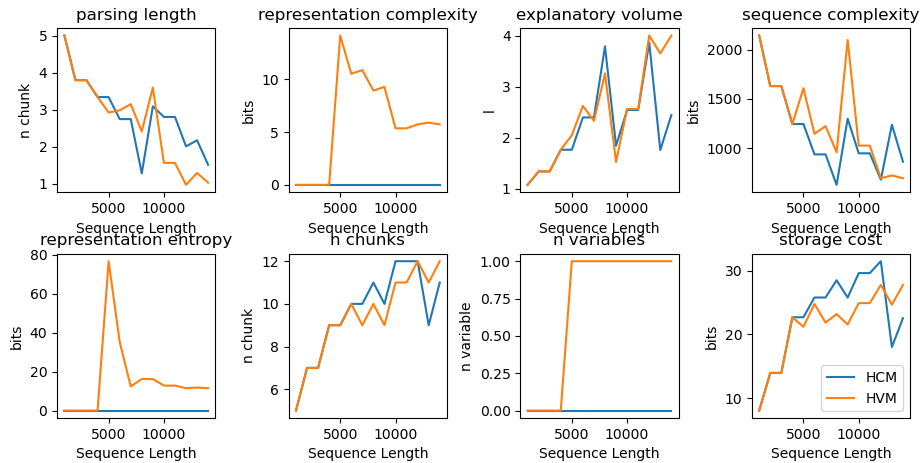 parsing length
n chunk
5
4
3
2
1
5000 10000
Sequence Length
representation complexity
bits
10
5
0
5000 10000
Sequence Length
explanatory volume
l
4
3
2
1
5000 10000
Sequence Length
sequence complexity
bits
2000
1500
1000
5000 10000
Sequence Length
representation entropy
bits
80
60
40
20
0
5000 10000
Sequence Length
n chunks
n chunk
12
10
8
6
5000 10000
Sequence Length
n variables
n variable
1.00
0.75
0.50
0.25
0.00
5000 10000
Sequence Length
storage cost
bits
30
20
10
HCM
HVM
5000 10000
Sequence Length